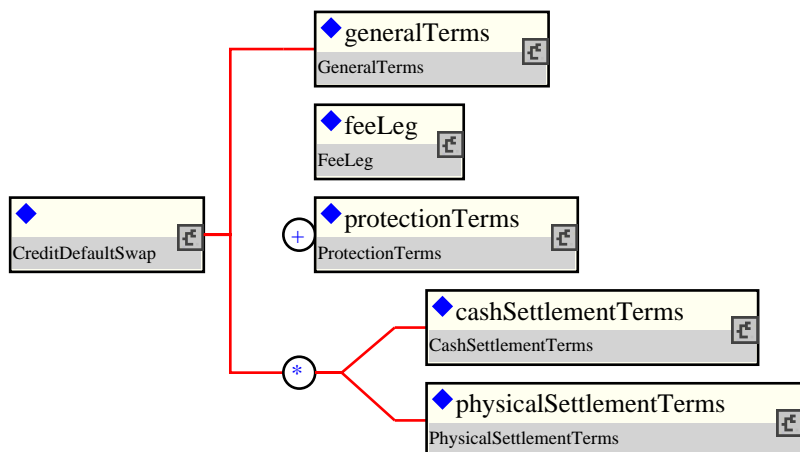 generalTerms
GeneralTerms
feeLeg
FeeLeg
CreditDefaultSwap
+
protectionTerms
ProtectionTerms
cashSettlementTerms
CashSettlementTerms
*
physicalSettlementTerms
PhysicalSettlementTerms